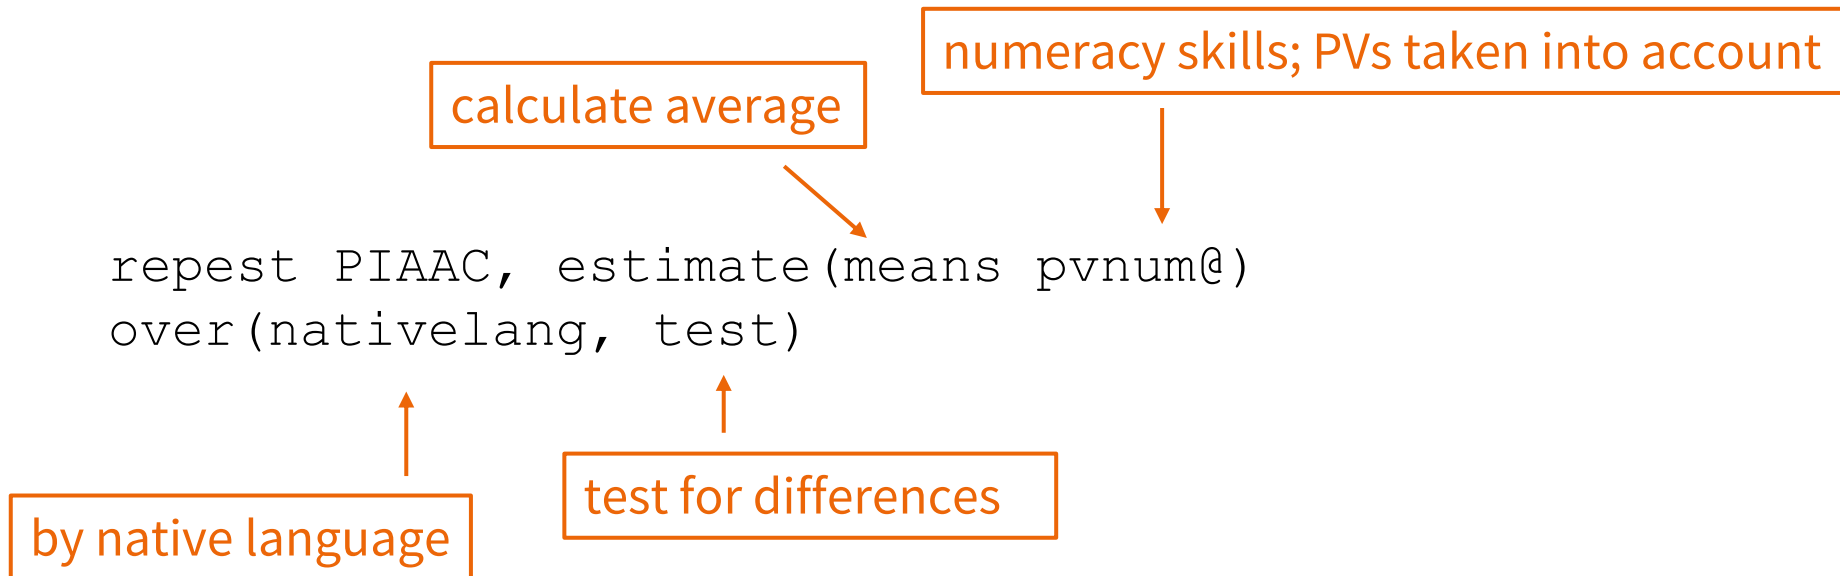 numeracy skills; PVs taken into account
calculate average
repest PIAAC, estimate(means pvnum@)
over(nativelang, test)
test for differences
by native language